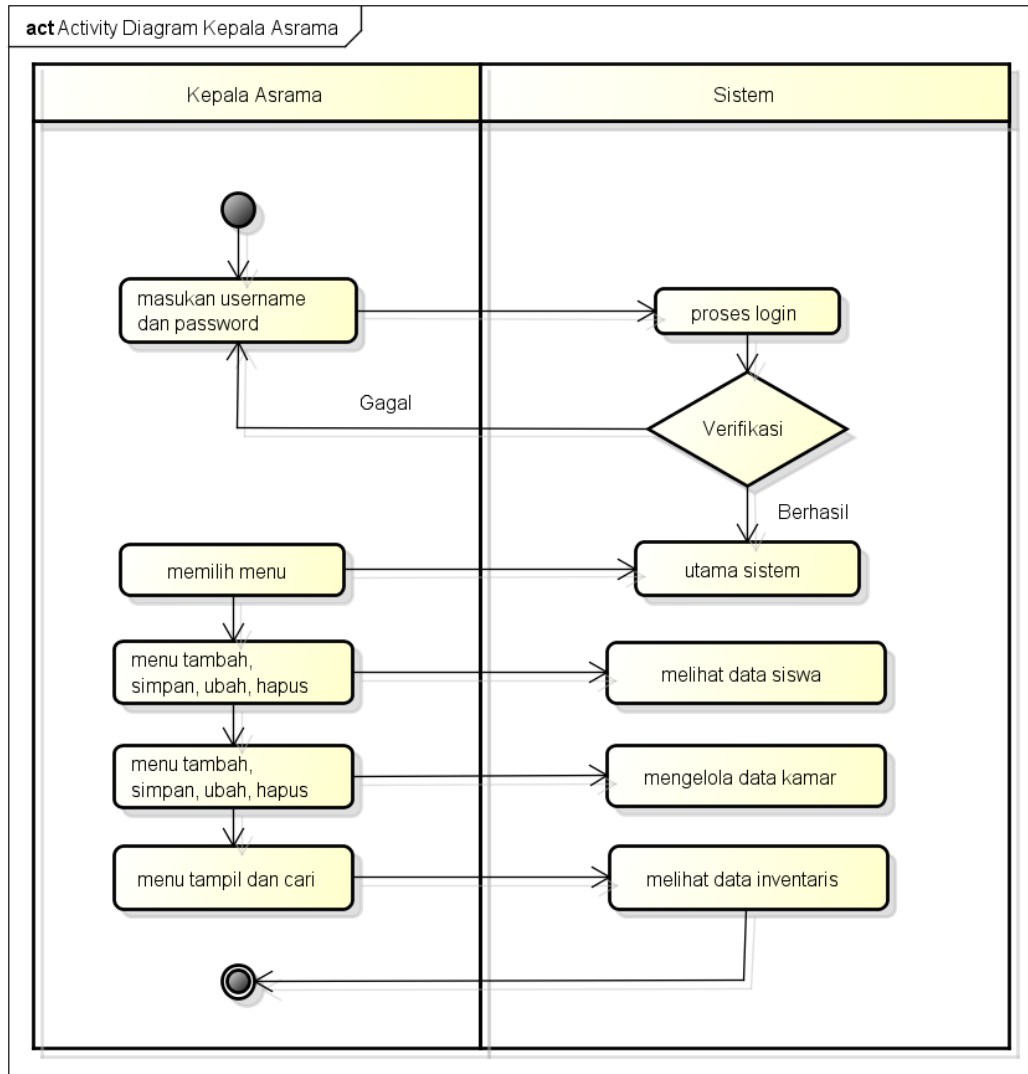 act Activity Diagram Kepala Asrama
Kepala Asrama
Sistem
masukan username
dan password
proses login
Gagal
Verifikasi
Berhasil
memilih menu
utama sistem
menu tambah,
simpan, ubah, hapus
melihat data siswa
menu tambah,
simpan, ubah, hapus
mengelola data kamar
menu tampil dan cari
melihat data inventaris